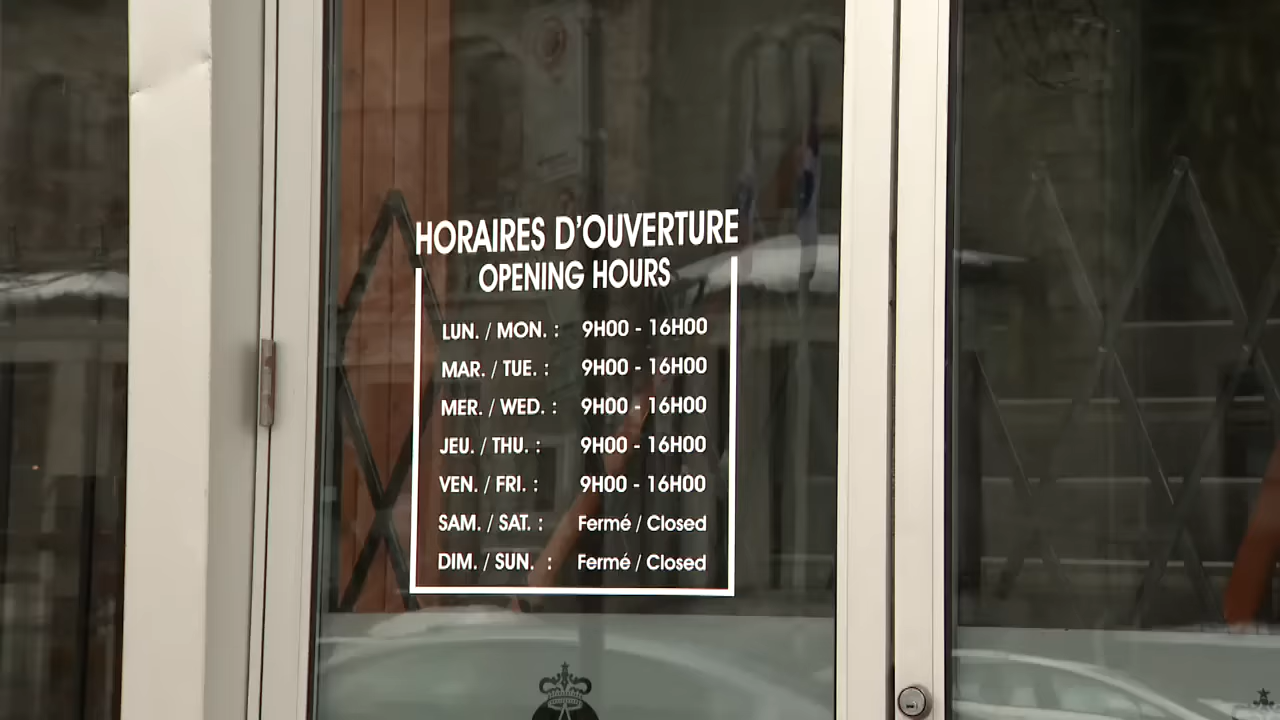 HORAIRES D'OUVERTURE
OPENING HOURS
LUN. / MON. : 9H00 - 16H00
MAR. / TUE. : 9H00 - 16H00
MER. / WED. : 9H00 - 16H00
JEU. / THU. : 9H00 - 16H00
VEN. / FRI. : 9H00 - 16H00
SAM. / SAT. : Fermé / Closed
DIM. / SUN. : Fermé / Closed